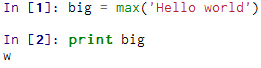 In [1]: big = max('Hello world')
In [2]: print big
w